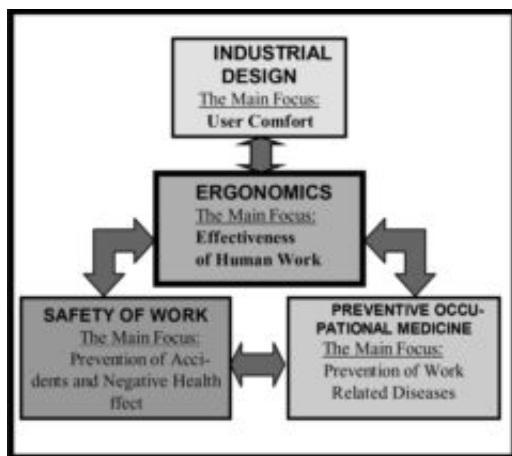 INDUSTRIAL
DESIGN
The Main Focus:
User Comfort
ERGONOMICS
The Main Focus:
Effectiveness
of Human Work
SAFETY OF WORK
The Main Focus:
Prevention of Acci-
dents and Negative Health
ffect
PREVENTIVE OCCU-
PATIONAL MEDICINE
The Main Focus:
Prevention of Work
Related Diseases